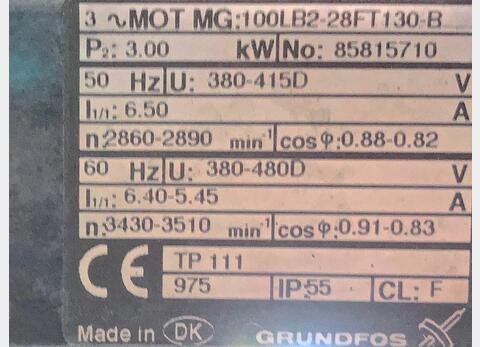 3 ∿MOT MG:100LB2-28FT130-B
P2: 3.00 kW No: 85815710
50 Hz U: 380-415D V
I1/1: 6.50 A
n:2860-2890 min-1 cos φ:0.88-0.82
60 Hz U: 380-480D V
I1/1: 6.40-5.45 A
n:3430-3510 min-1 cos φ:0.91-0.83
CE TP 111
975 IP:55 CL: F
Made in DK GRUNDFOS